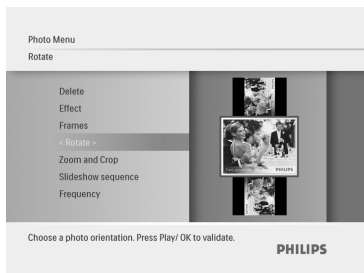 Photo Menu
Rotate
Delete
Effect
Frames
< Rotate >
Zoom and Crop
Slideshow sequence
Frequency
PHILIPS
Choose a photo orientation. Press Play/ OK to validate.
PHILIPS